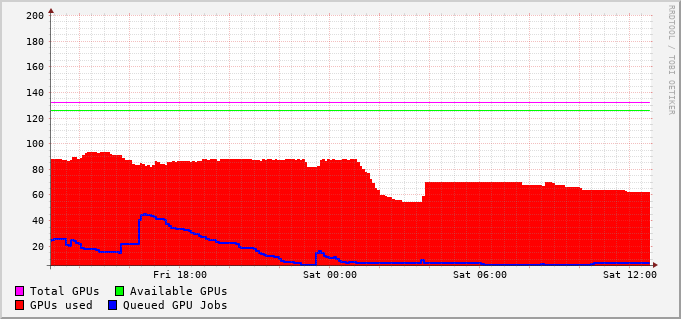 200
180
160
140
120
100
80
60
40
20
Fri 18:00 Sat 00:00 Sat 06:00 Sat 12:00
Total GPUs Available GPUs
GPUs used Queued GPU Jobs
RRDTOOL / TOBI OETIKER